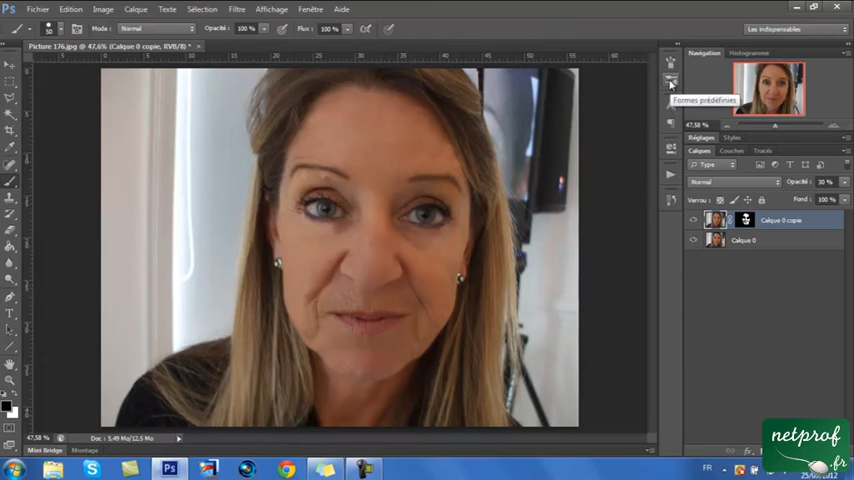 Ps Fichier Edition Image Calque Texte Sélection Filtre Affichage Fenêtre Aide
50 Mode : Normal Opacité : 100 % Flux : 100 % Les indispensables
Picture 176.jpg @ 47,6% (Calque 0 copie, RVB/8) * ×
Navigation Histogramme
Formes prédéfinies
47,58 %
Réglages Styles
Calques Couches Tracés
Type
Normal Opacité : 30 %
Verrou : Fond : 100 %
Calque 0 copie
Calque 0
47,58 % Doc : 5,49 Mo/12,5 Mo
Mini Bridge Montage
netprof
.fr
FR